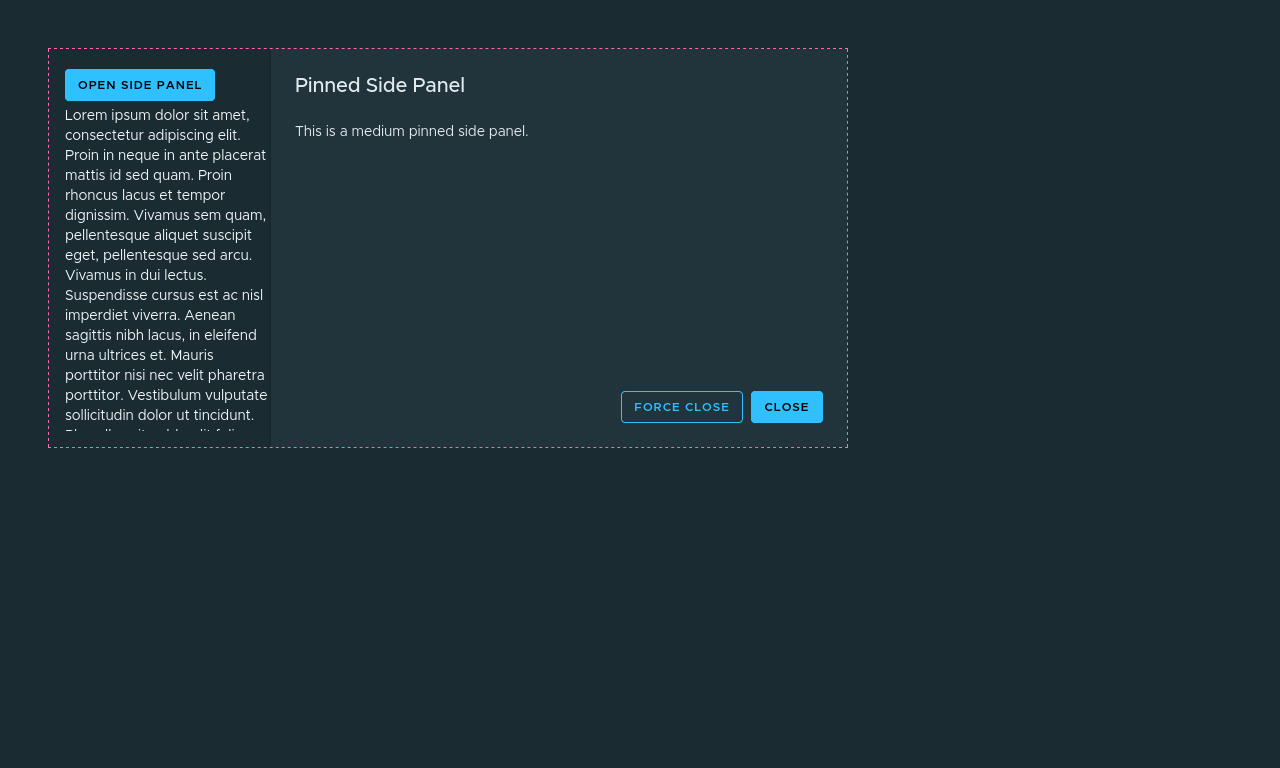 OPEN SIDE PANEL
Lorem ipsum dolor sit amet,
consectetur adipiscing elit.
Proin in neque in ante placerat
mattis id sed quam. Proin
rhoncus lacus et tempor
dignissim. Vivamus sem quam,
pellentesque aliquet suscipit
eget, pellentesque sed arcu.
Vivamus in dui lectus.
Suspendisse cursus est ac nisl
imperdiet viverra. Aenean
sagittis nibh lacus, in eleifend
urna ultrices et. Mauris
porttitor nisi nec velit pharetra
porttitor. Vestibulum vulputate
sollicitudin dolor ut tincidunt.
Pinned Side Panel
This is a medium pinned side panel.
FORCE CLOSE
CLOSE